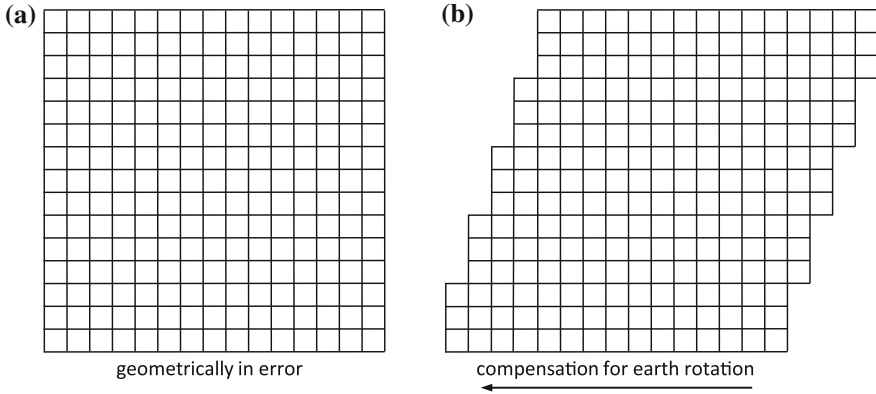 (a)
(b)
geometrically in error
compensation for earth rotation